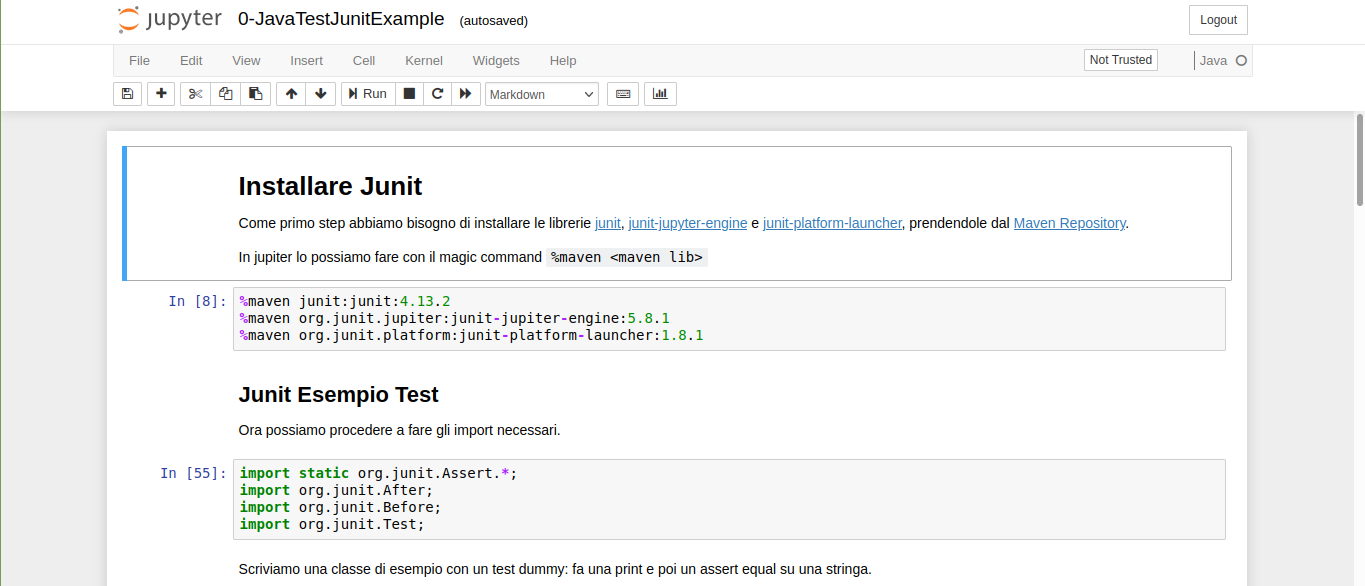 jupyter 0-JavaTestJunitExample (autosaved) Logout
File Edit View Insert Cell Kernel Widgets Help Not Trusted Java
Run Markdown
Installare Junit
Come primo step abbiamo bisogno di installare le librerie junit, junit-jupyter-engine e junit-platform-launcher, prendendole dal Maven Repository.
In jupiter lo possiamo fare con il magic command %maven <maven lib>
In [8]: %maven junit:junit:4.13.2
%maven org.junit.jupiter:junit-jupiter-engine:5.8.1
%maven org.junit.platform:junit-platform-launcher:1.8.1
Junit Esempio Test
Ora possiamo procedere a fare gli import necessari.
In [55]: import static org.junit.Assert.*;
import org.junit.After;
import org.junit.Before;
import org.junit.Test;
Scriviamo una classe di esempio con un test dummy: fa una print e poi un assert equal su una stringa.